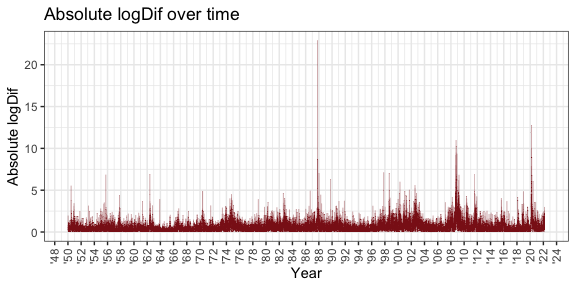 Absolute logDif over time
Absolute logDif
20
15
10
5
0
'48 '50 '52 '54 '56 '58 '60 '62 '64 '66 '68 '70 '72 '74 '76 '78 '80 '82 '84 '86 '88 '90 '92 '94 '96 '98 '00 '02 '04 '06 '08 '10 '12 '14 '16 '18 '20 '22 '24
Year